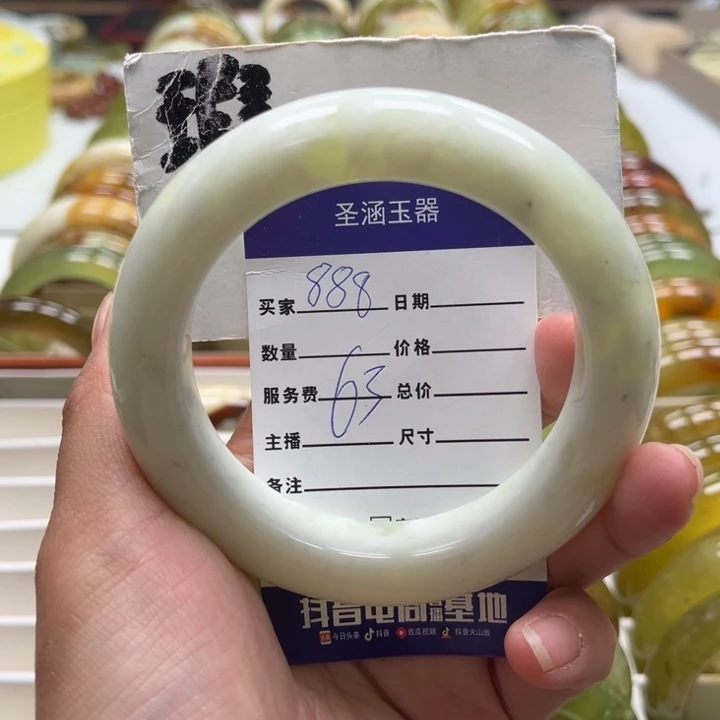 圣涵玉器
买家 888 日期
数量 价格
服务费 63 总价
主播 尺寸
备注
抖音电商直播基地
今日头条 抖音 西瓜视频 抖音火山版